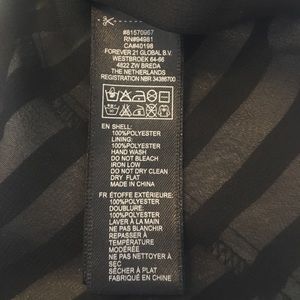 #81570967
RN#94981
CA#40198
FOREVER 21 GLOBAL B.V.
WESTBROEK 64-66
4822 ZW BREDA
THE NETHERLANDS
REGISTRATION NBR 34386700
EN SHELL:
100%POLYESTER
LINING:
100%POLYESTER
HAND WASH
DO NOT BLEACH
IRON LOW
DO NOT DRY CLEAN
DRY FLAT
MADE IN CHINA
FR ÉTOFFE EXTÉRIEURE:
100%POLYESTER
DOUBLURE:
100%POLYESTER
LAVER À LA MAIN
NE PAS BLANCHIR
REPASSER À
TEMPÉRATURE
MODÉRÉE
NE PAS NETTOYER À
SEC
SÉCHER À PLAT
FABRIQUÉ EN CHINE